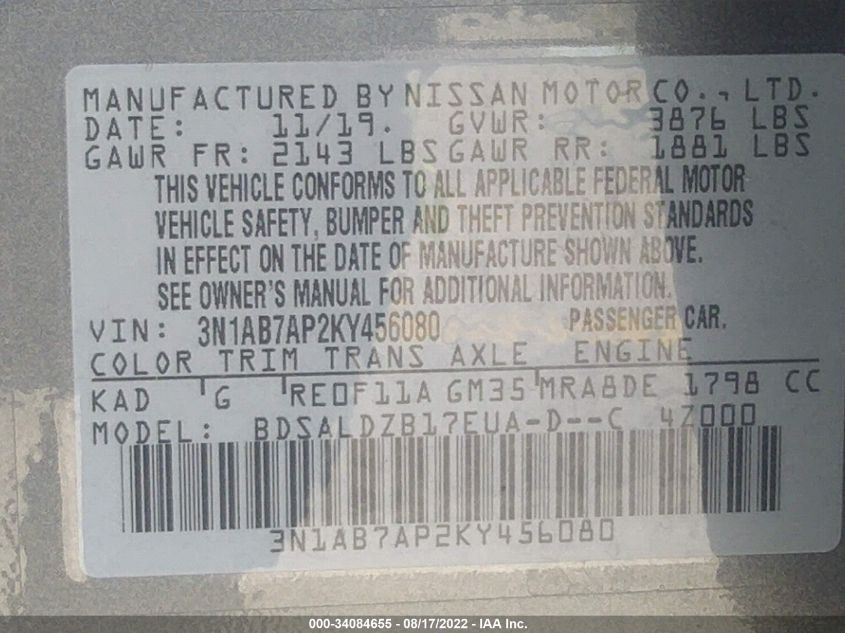 MANUFACTURED BY NISSAN MOTOR CO., LTD.
DATE: 11/19. GVWR: 3876 LBS
GAWR FR: 2143 LBS GAWR RR: 1881 LBS
THIS VEHICLE CONFORMS TO ALL APPLICABLE FEDERAL MOTOR
VEHICLE SAFETY, BUMPER AND THEFT PREVENTION STANDARDS
IN EFFECT ON THE DATE OF MANUFACTURE SHOWN ABOVE.
SEE OWNER'S MANUAL FOR ADDITIONAL INFORMATION.
VIN: 3N1AB7AP2KY456080 PASSENGER CAR.
COLOR TRIM TRANS AXLE ENGINE
KAD G RE0F11A GM35 MRA8DE 1798 CC
MODEL: BDSALDZB17EUA-D--C 4Z000
3N1AB7AP2KY456080
000-34084655 - 08/17/2022 - IAA Inc.